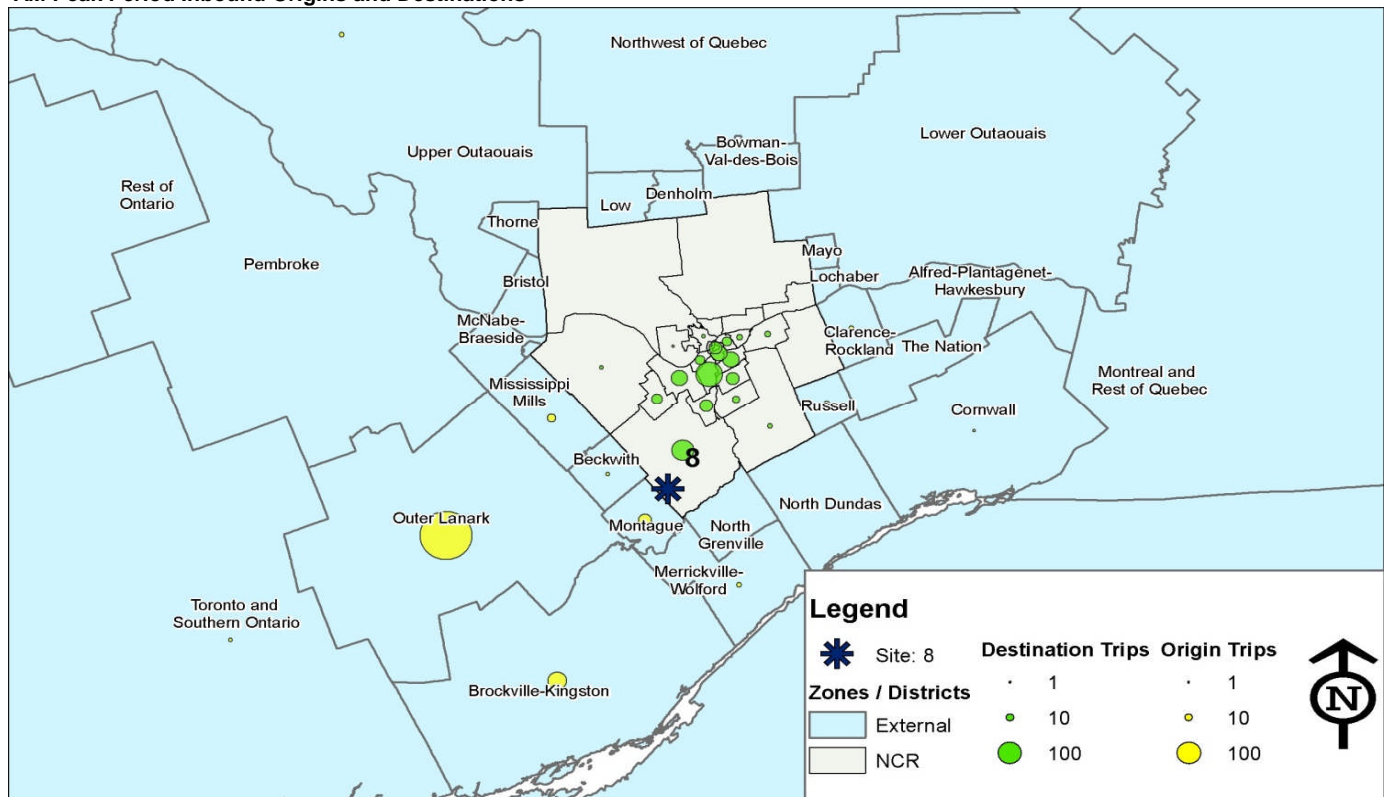 AM Peak Period Inbound Origins and Destinations
Northwest of Quebec
Lower Outaouais
Bowman-
Val-des-Bois
Upper Outaouais
Rest of
Ontario
Denholm
Low
Thorne
Mayo
Pembroke
Lochaber
Alfred-Plantagenet-
Hawkesbury
Bristol
McNabe-
Braeside
Clarence-
Rockland
The Nation
Montreal and
Rest of Quebec
Mississippi
Mills
Russell
Cornwall
Beckwith
8
North Dundas
Outer Lanark
Montague
North
Grenville
Merrickville-
Wolford
Toronto and
Southern Ontario
Brockville-Kingston
Legend
Site: 8
Destination Trips
Origin Trips
1
1
Zones / Districts
10
10
External
100
100
NCR
N